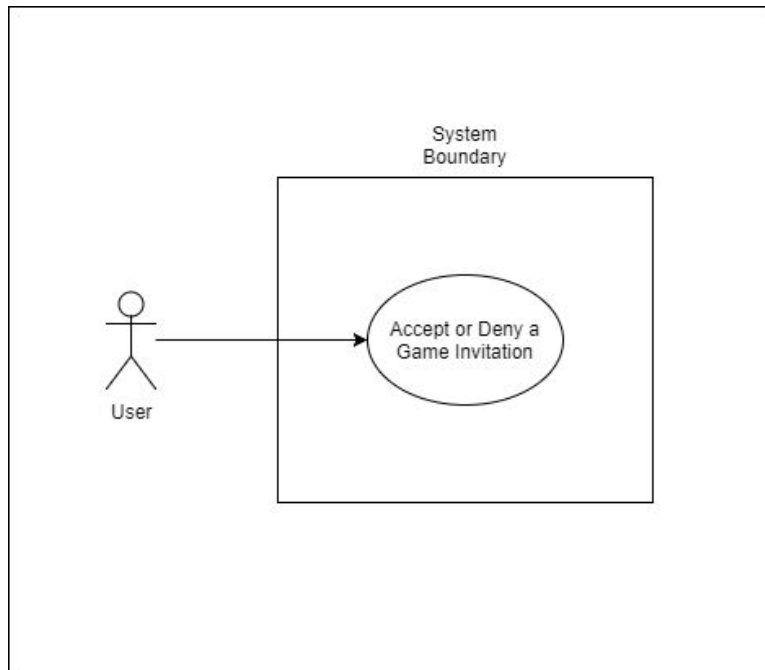 System
Boundary
Accept or Deny a
Game Invitation
User